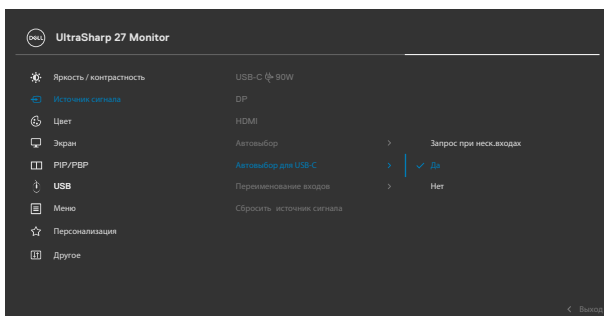 DELL
UltraSharp 27 Monitor
Яркость / контрастность
USB-C 90W
Источник сигнала
DP
Цвет
HDMI
Экран
Автовыбор
Запрос при неск.входах
PIP/PBP
Автовыбор для USB-C
Да
USB
Переименование входов
Нет
Меню
Сбросить источник сигнала
Персонализация
Другое
Выход